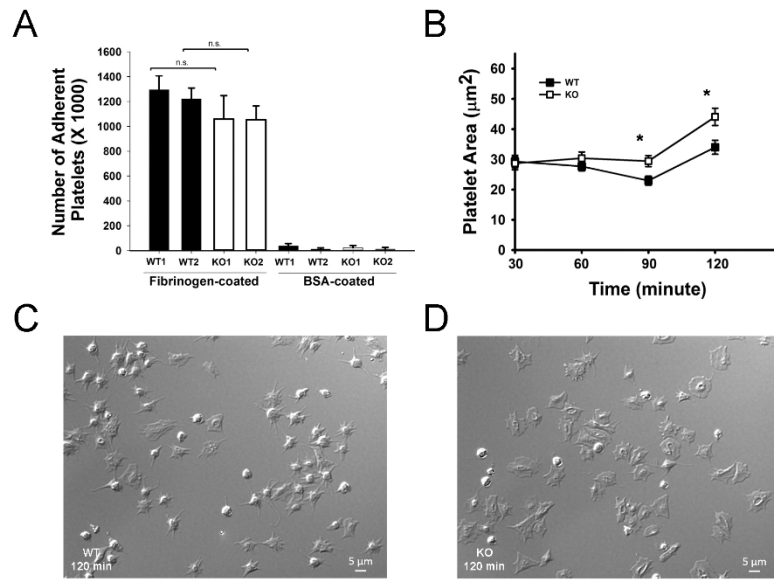 A
Number of Adherent
Platelets (X 1000)
1600
1400
1200
1000
800
600
400
200
0
n.s.
n.s.
WT1
WT2
KO1
KO2
WT1
WT2
KO1
KO2
Fibrinogen-coated
BSA-coated
B
Platelet Area (μm²)
60
50
40
30
20
10
0
WT
KO
*
*
30
60
90
120
Time (minute)
C
WT
120 min
5 μm
D
KO
120 min
5 μm